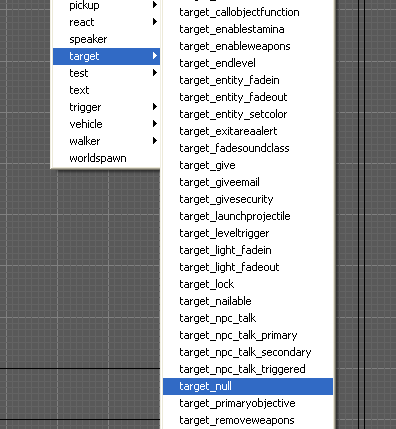 pickup
react
speaker
target
test
text
trigger
vehicle
walker
worldspawn
target_callobjectfunction
target_enablestamina
target_enableweapons
target_endlevel
target_entity_fadein
target_entity_fadeout
target_entity_setcolor
target_exitareaalert
target_fadesoundclass
target_give
target_giveemail
target_givesecurity
target_launchprojectile
target_leveltrigger
target_light_fadein
target_light_fadeout
target_lock
target_nailable
target_npc_talk
target_npc_talk_primary
target_npc_talk_secondary
target_npc_talk_triggered
target_null
target_primaryobjective
target_removeweapons